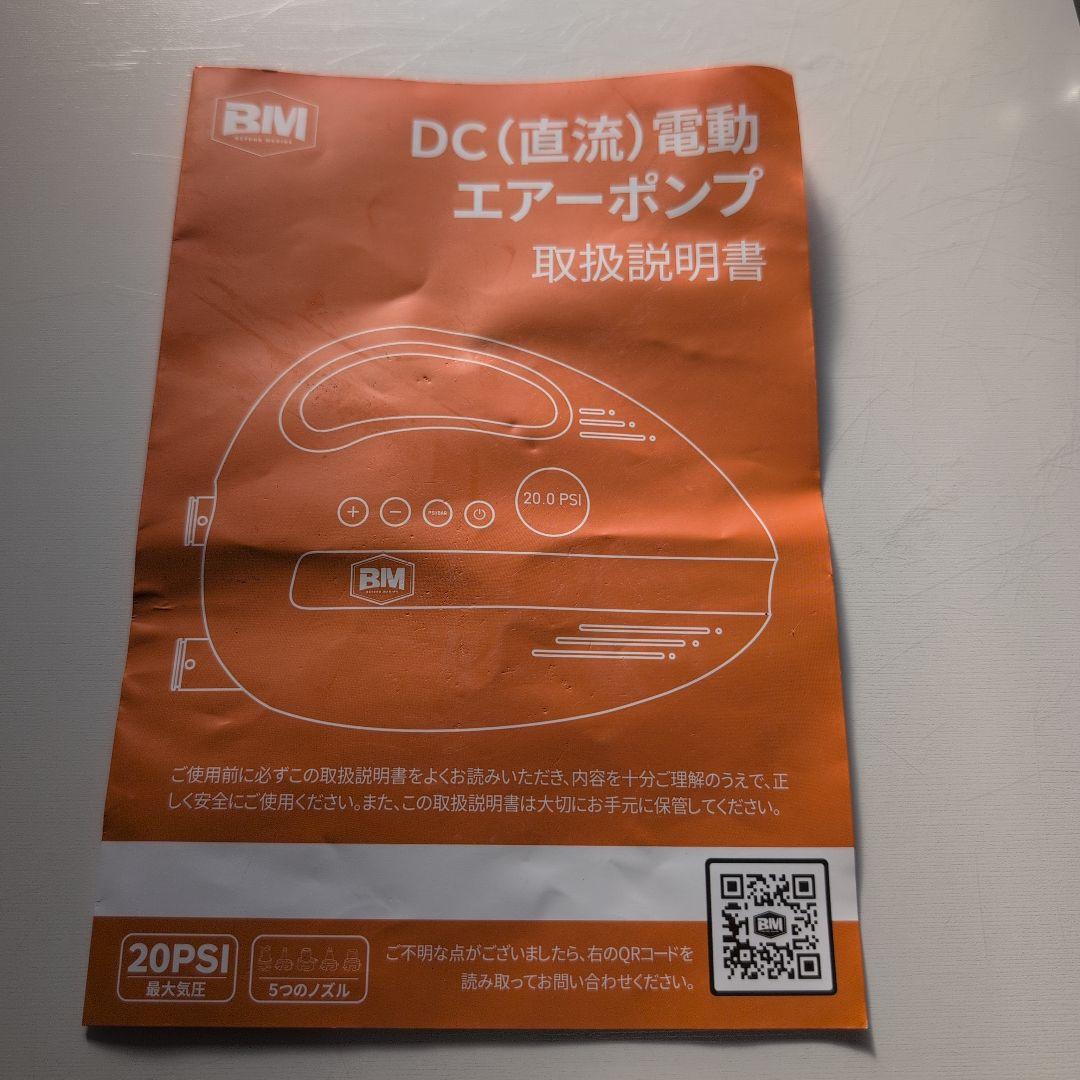 BM
BEYOND MARINE
DC(直流)電動
エアーポンプ
取扱説明書
20.0 PSI
+
−
PSI/BAR
BM
BEYOND MARINE
ご使用前に必ずこの取扱説明書をよくお読みいただき、内容を十分ご理解のうえで、正
しく安全にご使用ください。また、この取扱説明書は大切にお手元に保管してください。
BM
20PSI
最大気圧
5つのノズル
ご不明な点がございましたら、右のQRコードを
読み取ってお問い合わせください。